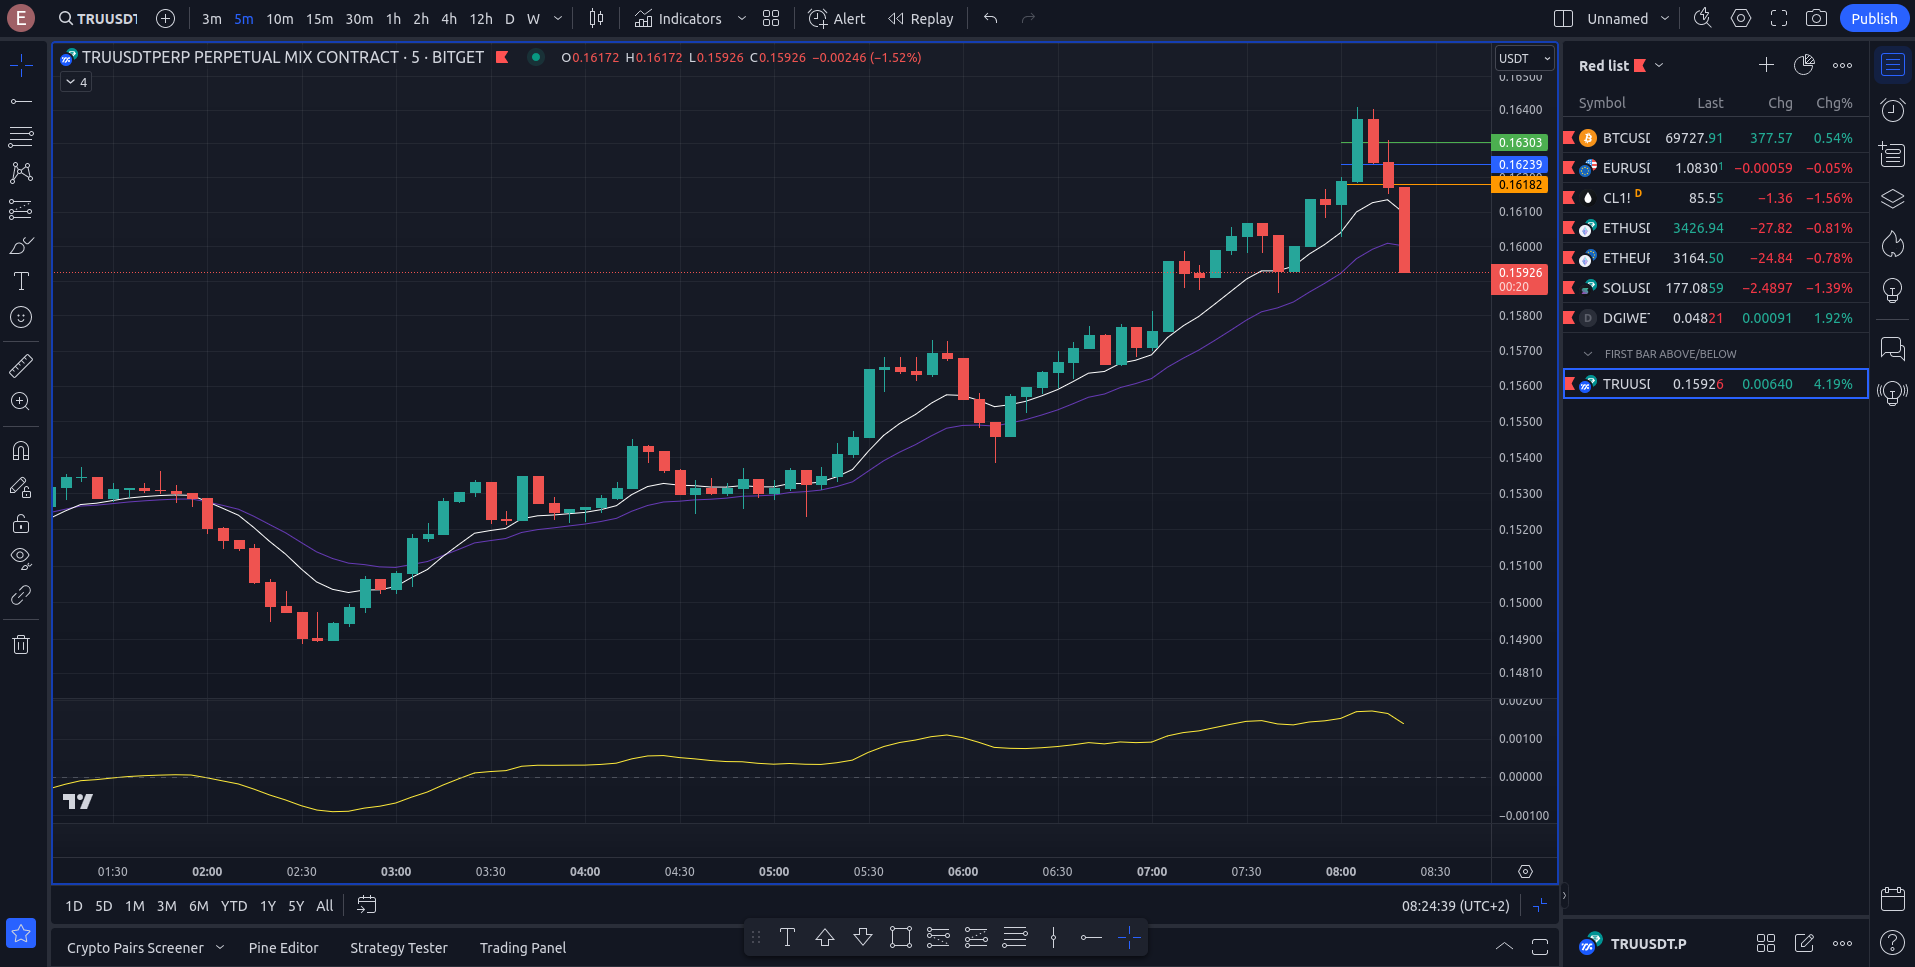 E TRUUSDT 3m 5m 10m 15m 30m 1h 2h 4h 12h D W Indicators Alert Replay Unnamed Publish
TRUUSDTPERP PERPETUAL MIX CONTRACT · 5 · BITGET O0.16172 H0.16172 L0.15926 C0.15926 −0.00246 (−1.52%)
4
USDT
0.16500
0.16400
0.16303
0.16239
0.16182
0.16100
0.16000
0.15926
00:20
0.15800
0.15700
0.15600
0.15500
0.15400
0.15300
0.15200
0.15100
0.15000
0.14900
0.14810
0.00200
0.00100
0.00000
−0.00100
01:30 02:00 02:30 03:00 03:30 04:00 04:30 05:00 05:30 06:00 06:30 07:00 07:30 08:00 08:30
1D 5D 1M 3M 6M YTD 1Y 5Y All 08:24:39 (UTC+2)
Crypto Pairs Screener Pine Editor Strategy Tester Trading Panel
Red list
Symbol Last Chg Chg%
BTCUSD 69727.91 377.57 0.54%
EURUSD 1.08301 −0.00059 −0.05%
CL1! D 85.55 −1.36 −1.56%
ETHUSD 3426.94 −27.82 −0.81%
ETHEUR 3164.50 −24.84 −0.78%
SOLUSD 177.0859 −2.4897 −1.39%
D DGIWET 0.04821 0.00091 1.92%
FIRST BAR ABOVE/BELOW
TRUUSD 0.15926 0.00640 4.19%
TRUUSDT.P